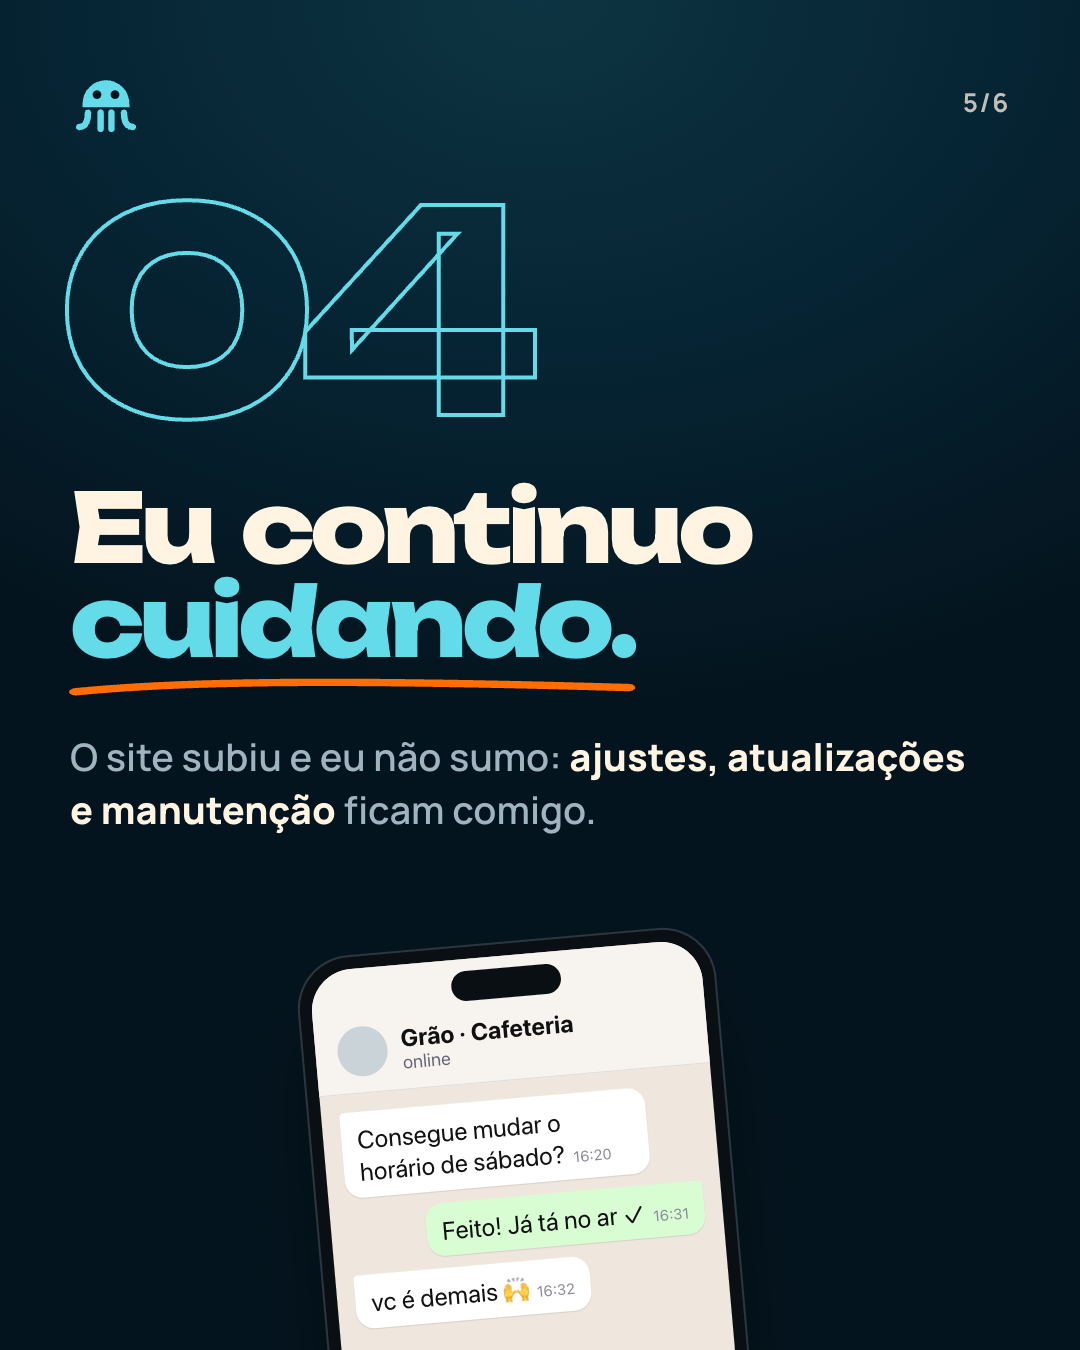 5/6
04
Eu continuo
cuidando.
O site subiu e eu não sumo: ajustes, atualizações
e manutenção ficam comigo.
Grão · Cafeteria
online
Consegue mudar o
horário de sábado? 16:20
Feito! Já tá no ar ✓ 16:31
vc é demais 🙌 16:32